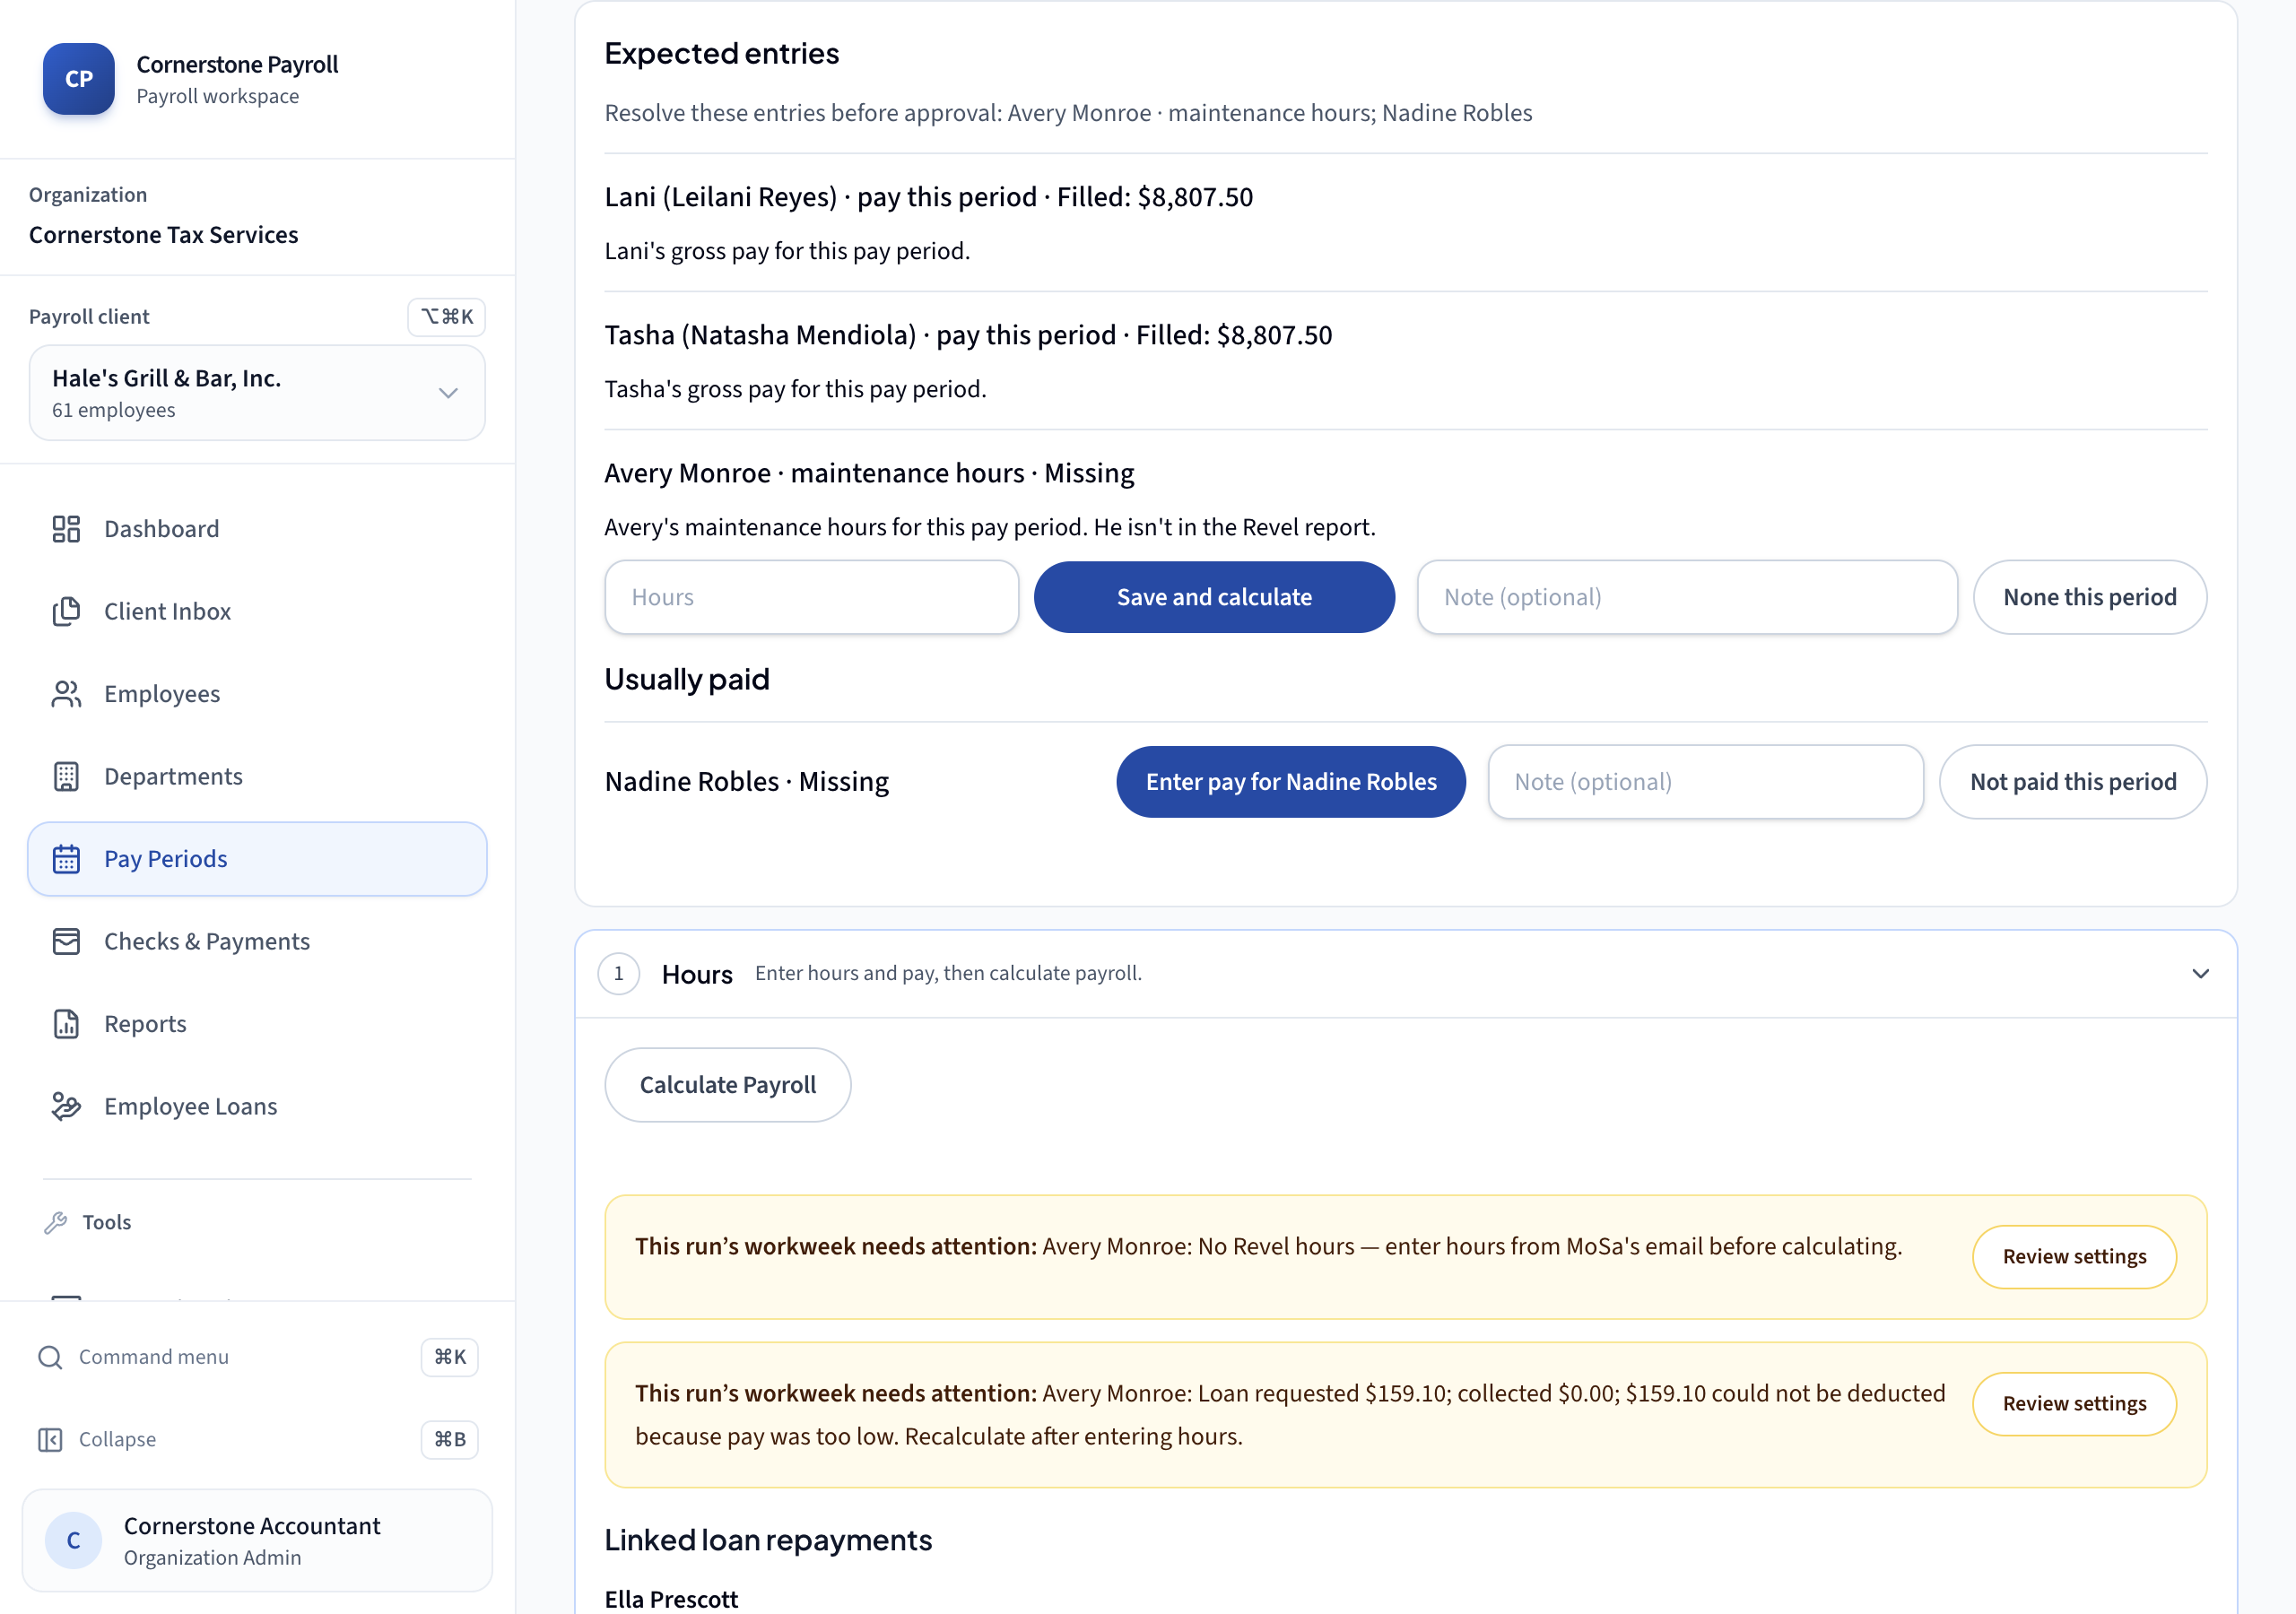 CP
Cornerstone Payroll
Payroll workspace
Organization
Cornerstone Tax Services
Payroll client
⌥⌘K
Hale's Grill & Bar, Inc.
61 employees
Dashboard
Client Inbox
Employees
Departments
Pay Periods
Checks & Payments
Reports
Employee Loans
Tools
Command menu
⌘K
Collapse
⌘B
C
Cornerstone Accountant
Organization Admin
Expected entries
Resolve these entries before approval: Avery Monroe · maintenance hours; Nadine Robles
Lani (Leilani Reyes) · pay this period · Filled: $8,807.50
Lani's gross pay for this pay period.
Tasha (Natasha Mendiola) · pay this period · Filled: $8,807.50
Tasha's gross pay for this pay period.
Avery Monroe · maintenance hours · Missing
Avery's maintenance hours for this pay period. He isn't in the Revel report.
Hours
Save and calculate
Note (optional)
None this period
Usually paid
Nadine Robles · Missing
Enter pay for Nadine Robles
Note (optional)
Not paid this period
1
Hours
Enter hours and pay, then calculate payroll.
Calculate Payroll
This run’s workweek needs attention: Avery Monroe: No Revel hours — enter hours from MoSa's email before calculating.
Review settings
This run’s workweek needs attention: Avery Monroe: Loan requested $159.10; collected $0.00; $159.10 could not be deducted
because pay was too low. Recalculate after entering hours.
Review settings
Linked loan repayments
Ella Prescott